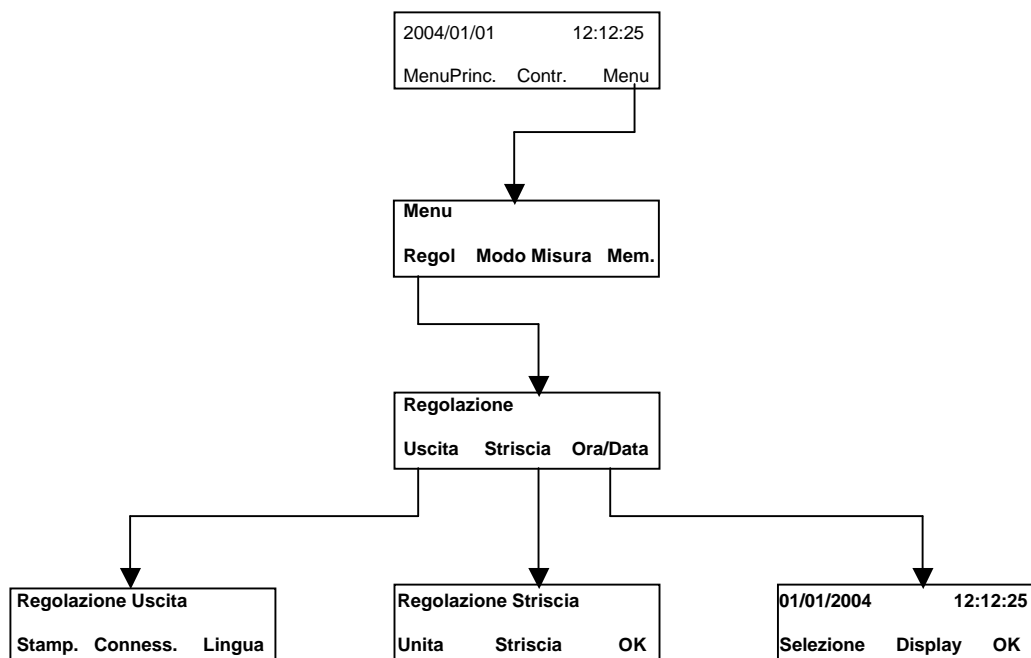 2004/01/01 12:12:25
MenuPrinc. Contr. Menu
Menu
Regol Modo Misura Mem.
Regolazione
Uscita Striscia Ora/Data
Regolazione Uscita
Stamp. Conness. Lingua
Regolazione Striscia
Unita Striscia OK
01/01/2004 12:12:25
Selezione Display OK